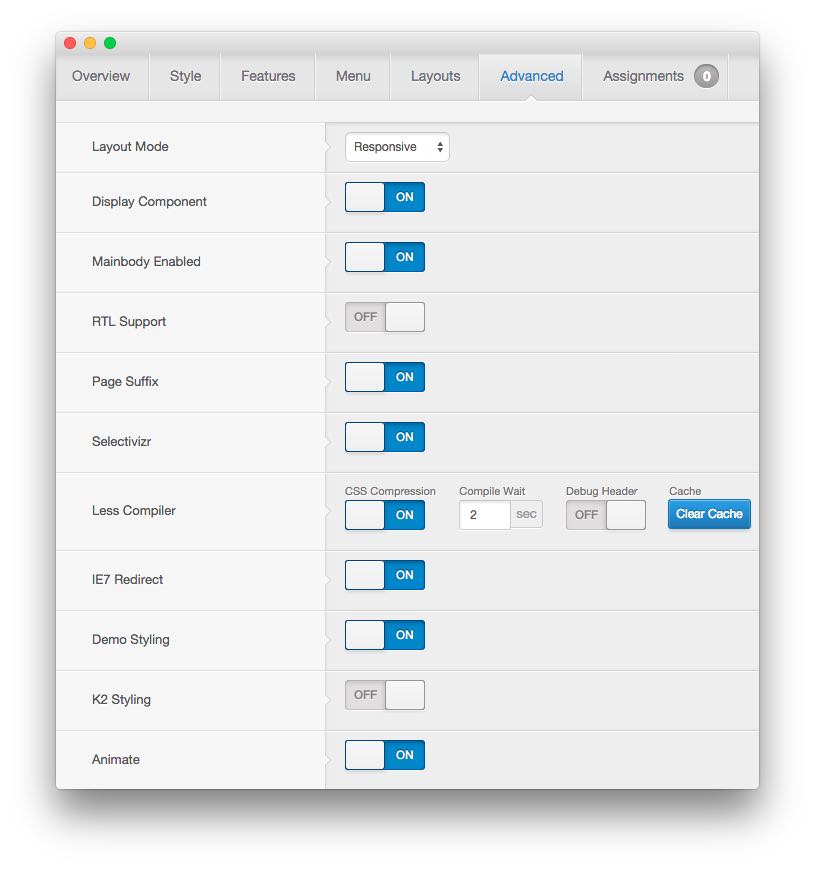 Overview Style Features Menu Layouts Advanced Assignments 0
Layout Mode Responsive
Display Component ON
Mainbody Enabled ON
RTL Support OFF
Page Suffix ON
Selectivizr ON
CSS Compression Compile Wait Debug Header Cache
Less Compiler ON 2 sec OFF Clear Cache
IE7 Redirect ON
Demo Styling ON
K2 Styling OFF
Animate ON